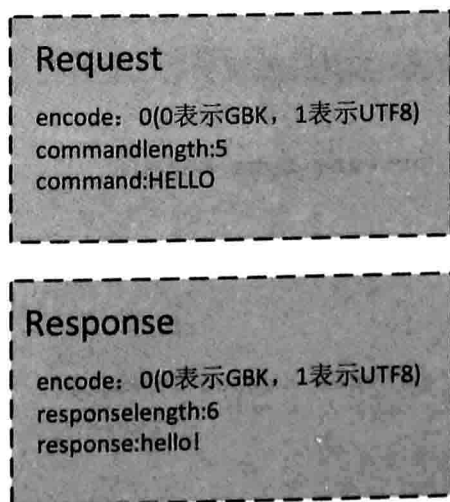 Request
encode：0(0表示GBK，1表示UTF8)
commandlength:5
command:HELLO
Response
encode：0(0表示GBK，1表示UTF8)
responselength:6
response:hello!